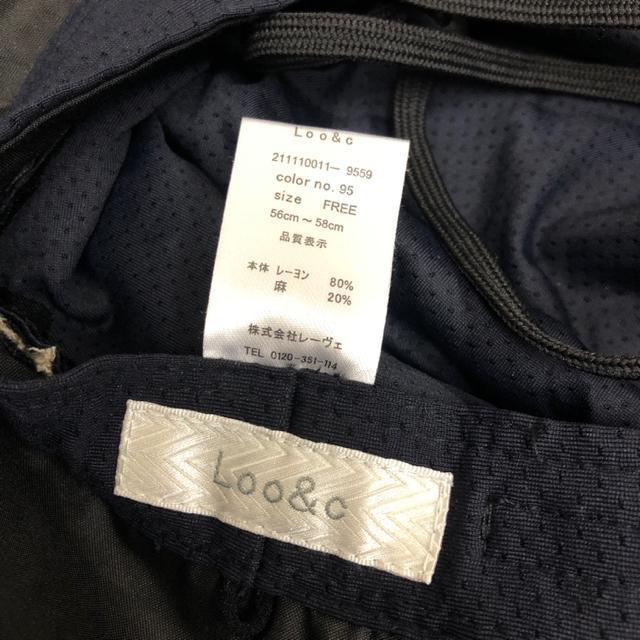 Loo&c
211110011— 9559
color no. 95
size FREE
56cm～58cm
品質表示
本体 レーヨン 80%
麻 20%
株式会社レーヴェ
TEL 0120-351-114
Loo&c